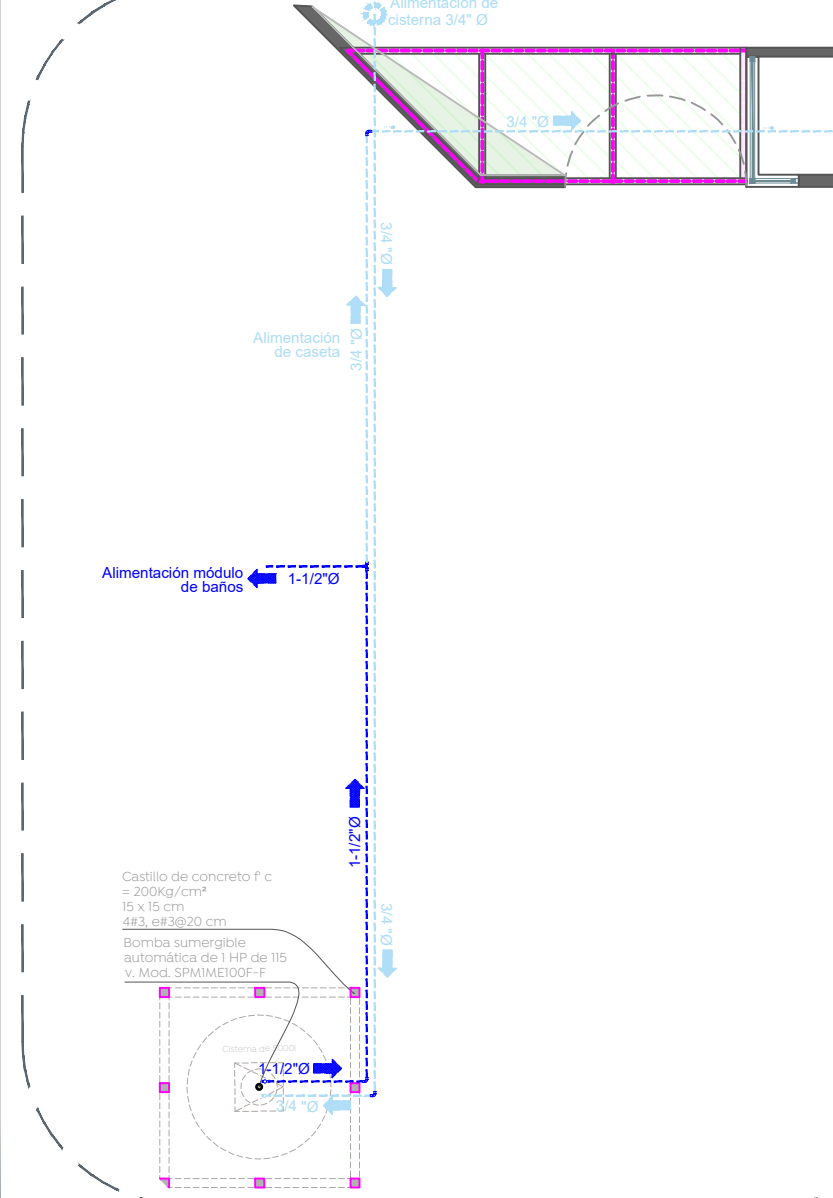 Alimentación de
cisterna 3/4" Ø
3/4 "Ø
3/4 "Ø
Alimentación
de caseta
3/4 "Ø
Alimentación módulo
de baños
1-1/2"Ø
1-1/2"Ø
Castillo de concreto f' c
= 200Kg/cm²
15 x 15 cm
4#3, e#3@20 cm
3/4 "Ø
Bomba sumergible
automática de 1 HP de 115
v. Mod. SPM1ME100F-F
Cisterna de
1-1/2"Ø
3/4 "Ø